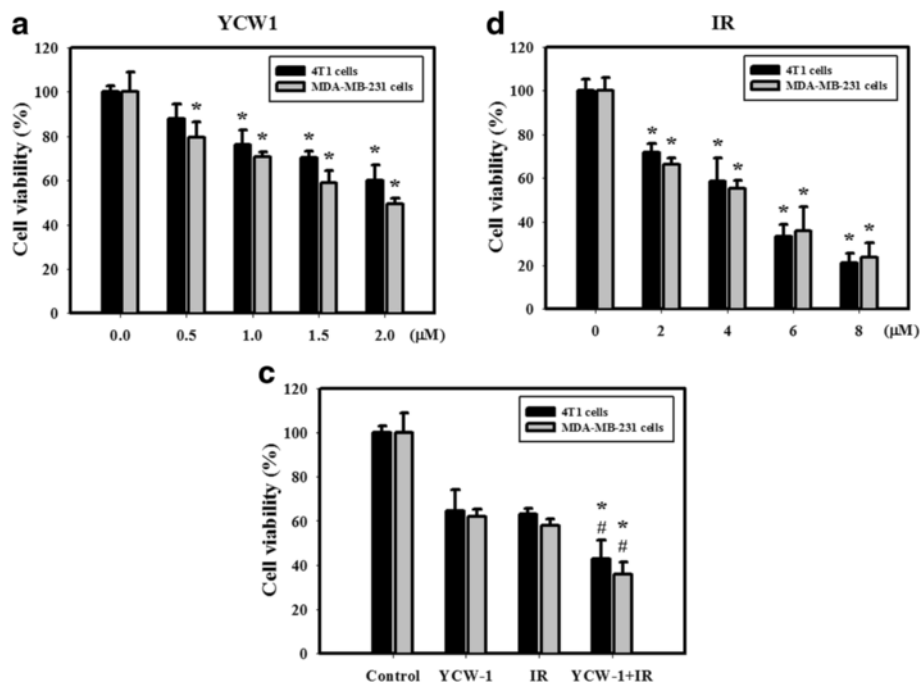 a
YCW1
120
100
80
60
40
20
0
Cell viability (%)
4T1 cells
MDA-MB-231 cells
*
* *
* *
* *
0.0 0.5 1.0 1.5 2.0 (µM)
d
IR
120
100
80
60
40
20
0
Cell viability (%)
4T1 cells
MDA-MB-231 cells
* *
* *
* *
* *
0 2 4 6 8 (µM)
c
120
100
80
60
40
20
0
Cell viability (%)
4T1 cells
MDA-MB-231 cells
* *
# #
Control YCW-1 IR YCW-1+IR